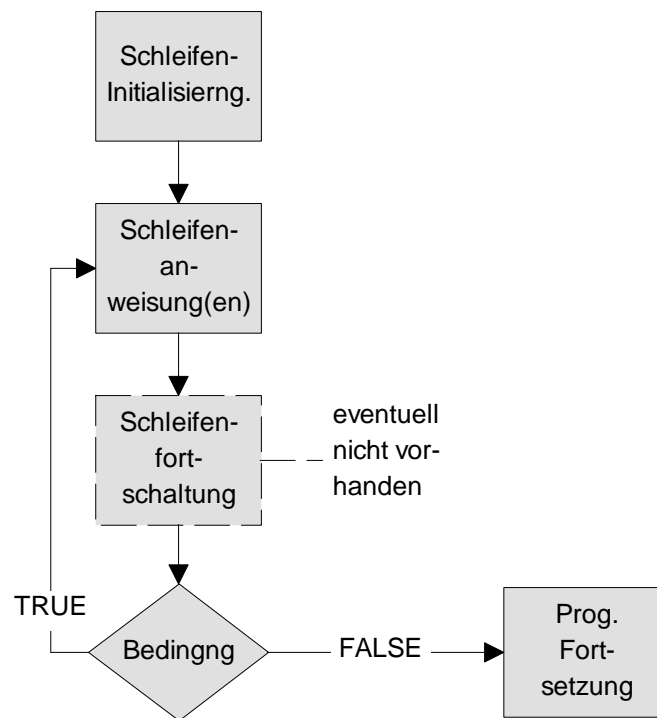 Schleifen-
Initialisierng.
Schleifen-
an-
weisung(en)
Schleifen-
fort-
schaltung
eventuell
nicht vor-
handen
TRUE
Bedingng
FALSE
Prog.
Fort-
setzung